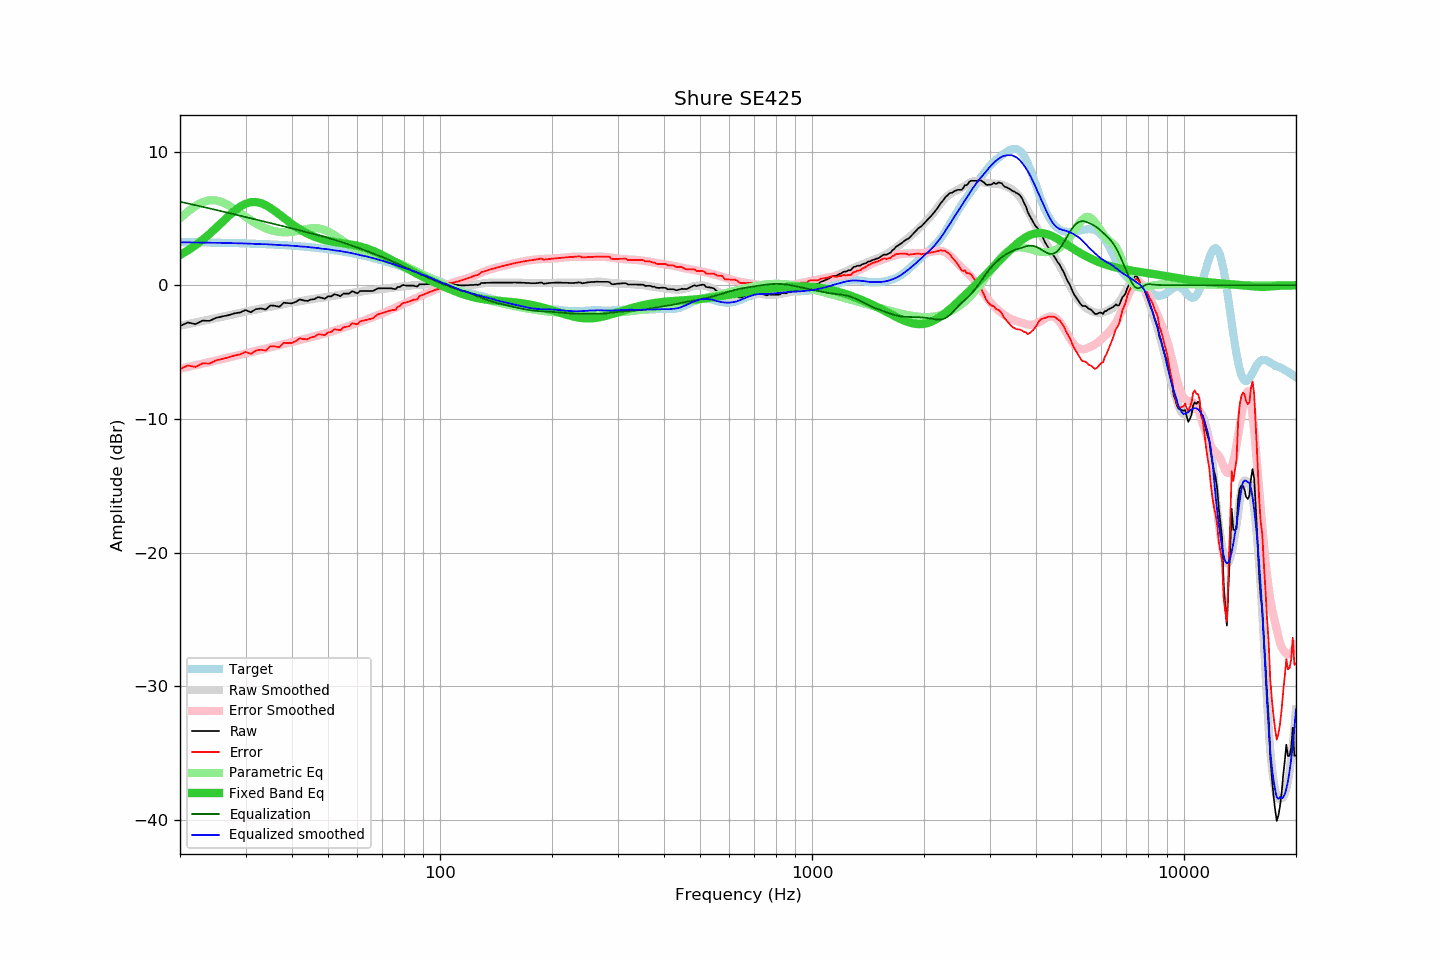 Shure SE425
10
0
−10
−20
−30
−40
Amplitude (dBr)
Target
Raw Smoothed
Error Smoothed
Raw
Error
Parametric Eq
Fixed Band Eq
Equalization
Equalized smoothed
100
1000
10000
Frequency (Hz)